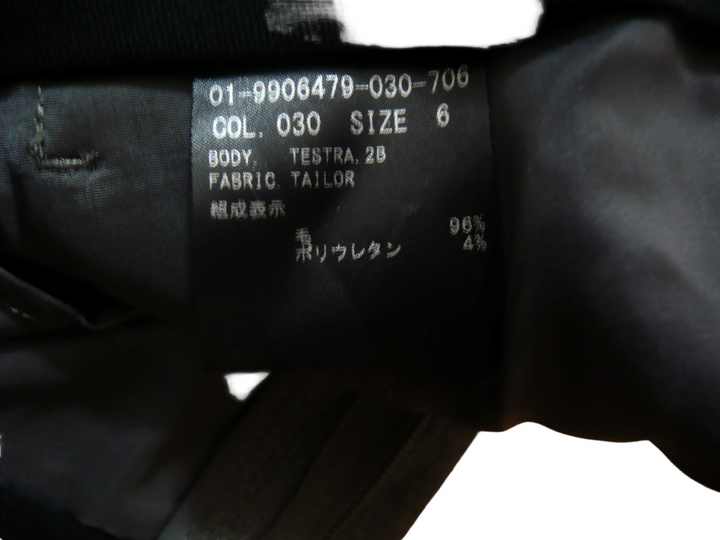 01-9906479-030-706
COL. 030 SIZE 6
BODY. TESTRA. 2B
FABRIC. TAILOR
組成表示
毛 96%
ポリウレタン 4%